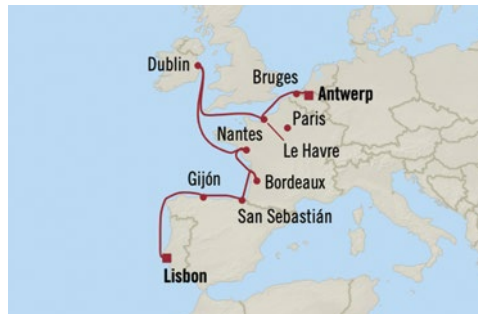 Dublin
Bruges
Antwerp
Paris
Nantes
Le Havre
Gijón
Bordeaux
San Sebastián
Lisbon